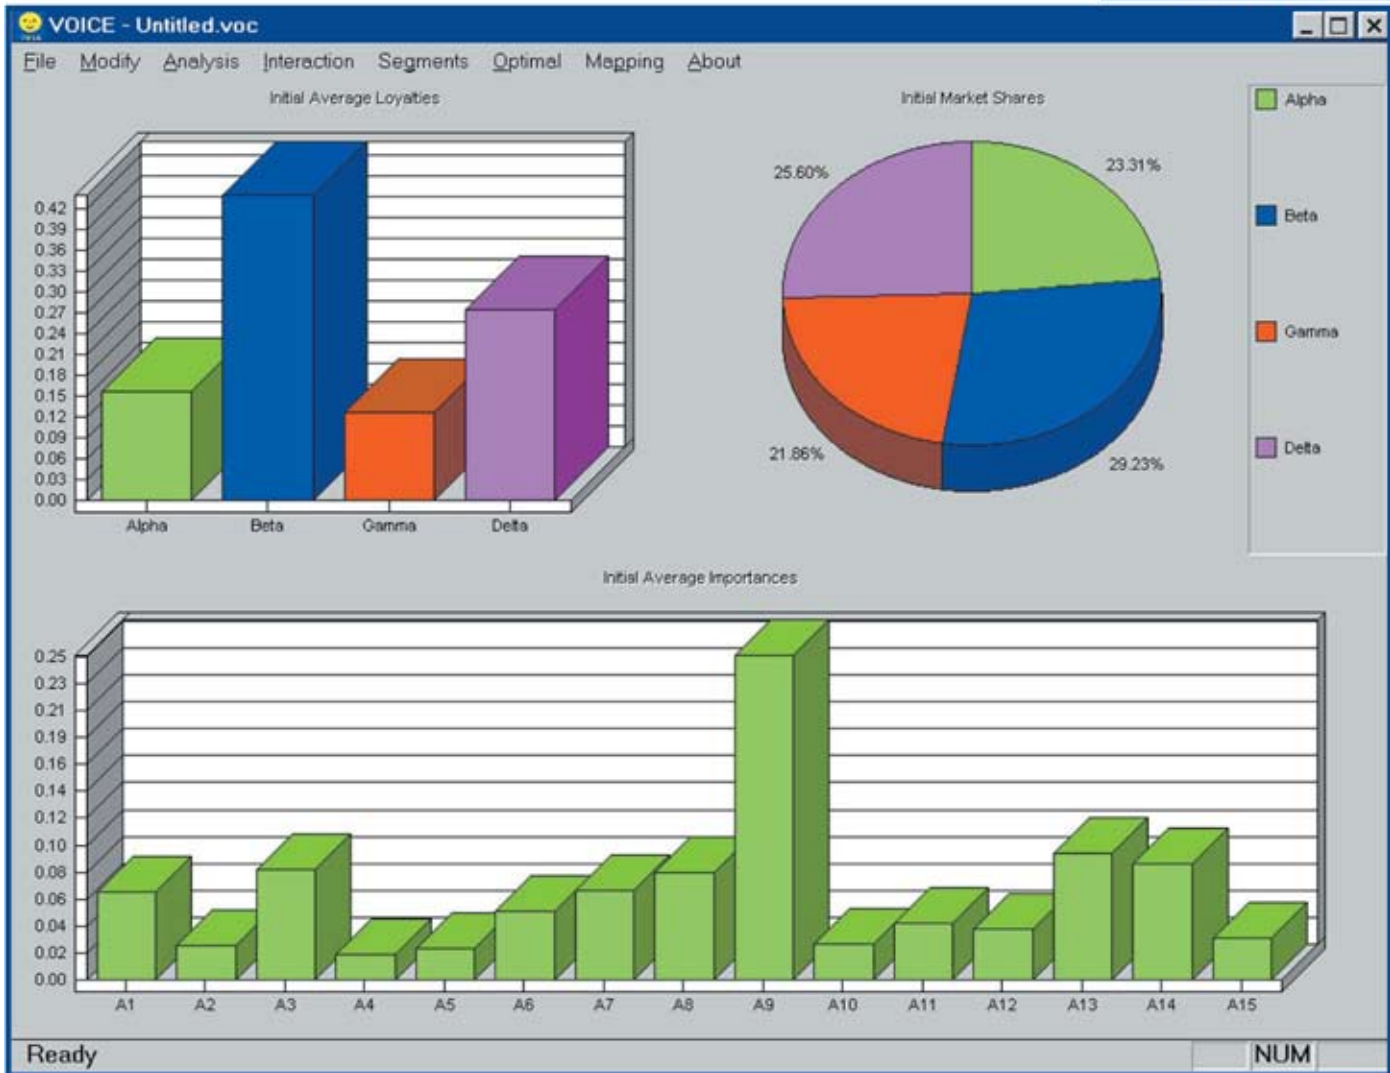 VOICE - Untitled.voc
File Modify Analysis Interaction Segments Optimal Mapping About
Initial Average Loyalties
0.42
0.39
0.36
0.33
0.30
0.27
0.24
0.21
0.18
0.15
0.12
0.09
0.06
0.03
0.00
Alpha Beta Gamma Delta
Initial Market Shares
25.60%
23.31%
21.86%
29.23%
Alpha
Beta
Gamma
Delta
Initial Average Importances
0.25
0.23
0.21
0.19
0.16
0.14
0.12
0.10
0.08
0.06
0.04
0.02
0.00
A1 A2 A3 A4 A5 A6 A7 A8 A9 A10 A11 A12 A13 A14 A15
Ready NUM